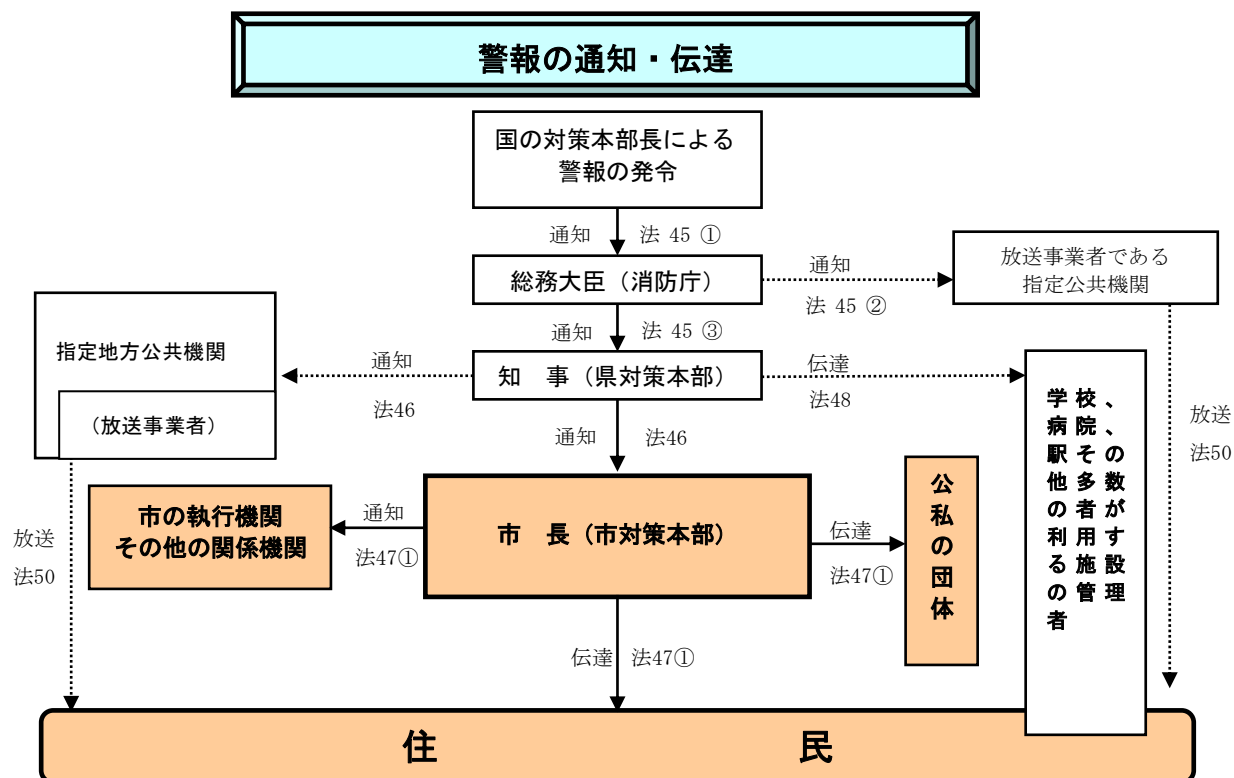 警報の通知・伝達
国の対策本部長による
警報の発令
通知 法 45 ①
総務大臣（消防庁）
通知
法 45 ②
放送事業者である
指定公共機関
通知 法 45 ③
指定地方公共機関
（放送事業者）
通知
法46
知 事（県対策本部）
伝達
法48
学校、
病院、
駅その
他多数
の者が
利用す
る施設
の管理
者
放送
法50
通知 法46
市の執行機関
その他の関係機関
通知
法47①
市 長（市対策本部）
伝達
法47①
公私の団体
放送
法50
伝達 法47①
住 民